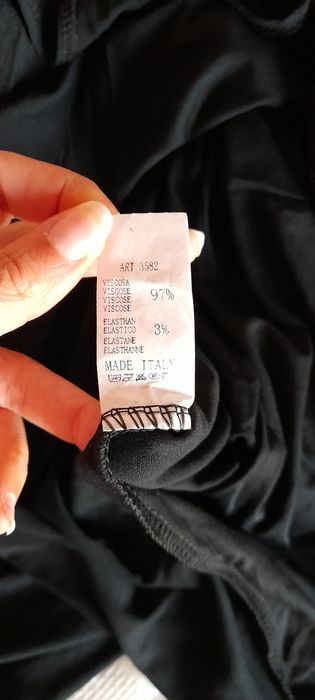 ART 3582
VISCOSA
VISCOSE 97%
VISCOSE
VISCOSE
ELASTHAN
ELASTICO 3%
ELASTANE
ELASTHANNE
MADE ITALY